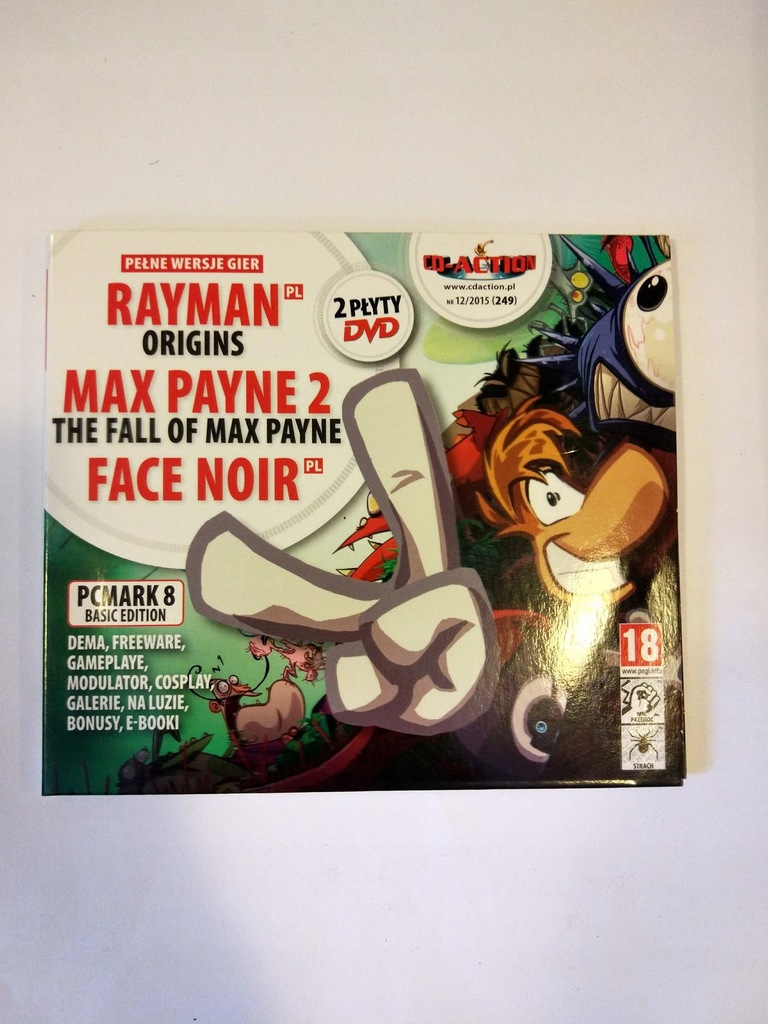 PEŁNE WERSJE GIER
RAYMAN PL
ORIGINS
MAX PAYNE 2
THE FALL OF MAX PAYNE
FACE NOIR PL
2 PŁYTY
DVD
CD-ACTION
www.cdaction.pl
NR 12/2015 (249)
PCMARK 8
BASIC EDITION
DEMA, FREEWARE,
GAMEPLAYE,
MODULATOR, COSPLAY,
GALERIE, NA LUZIE,
BONUSY, E-BOOKI
18
www.pegi.info
PRZEMOC
STRACH